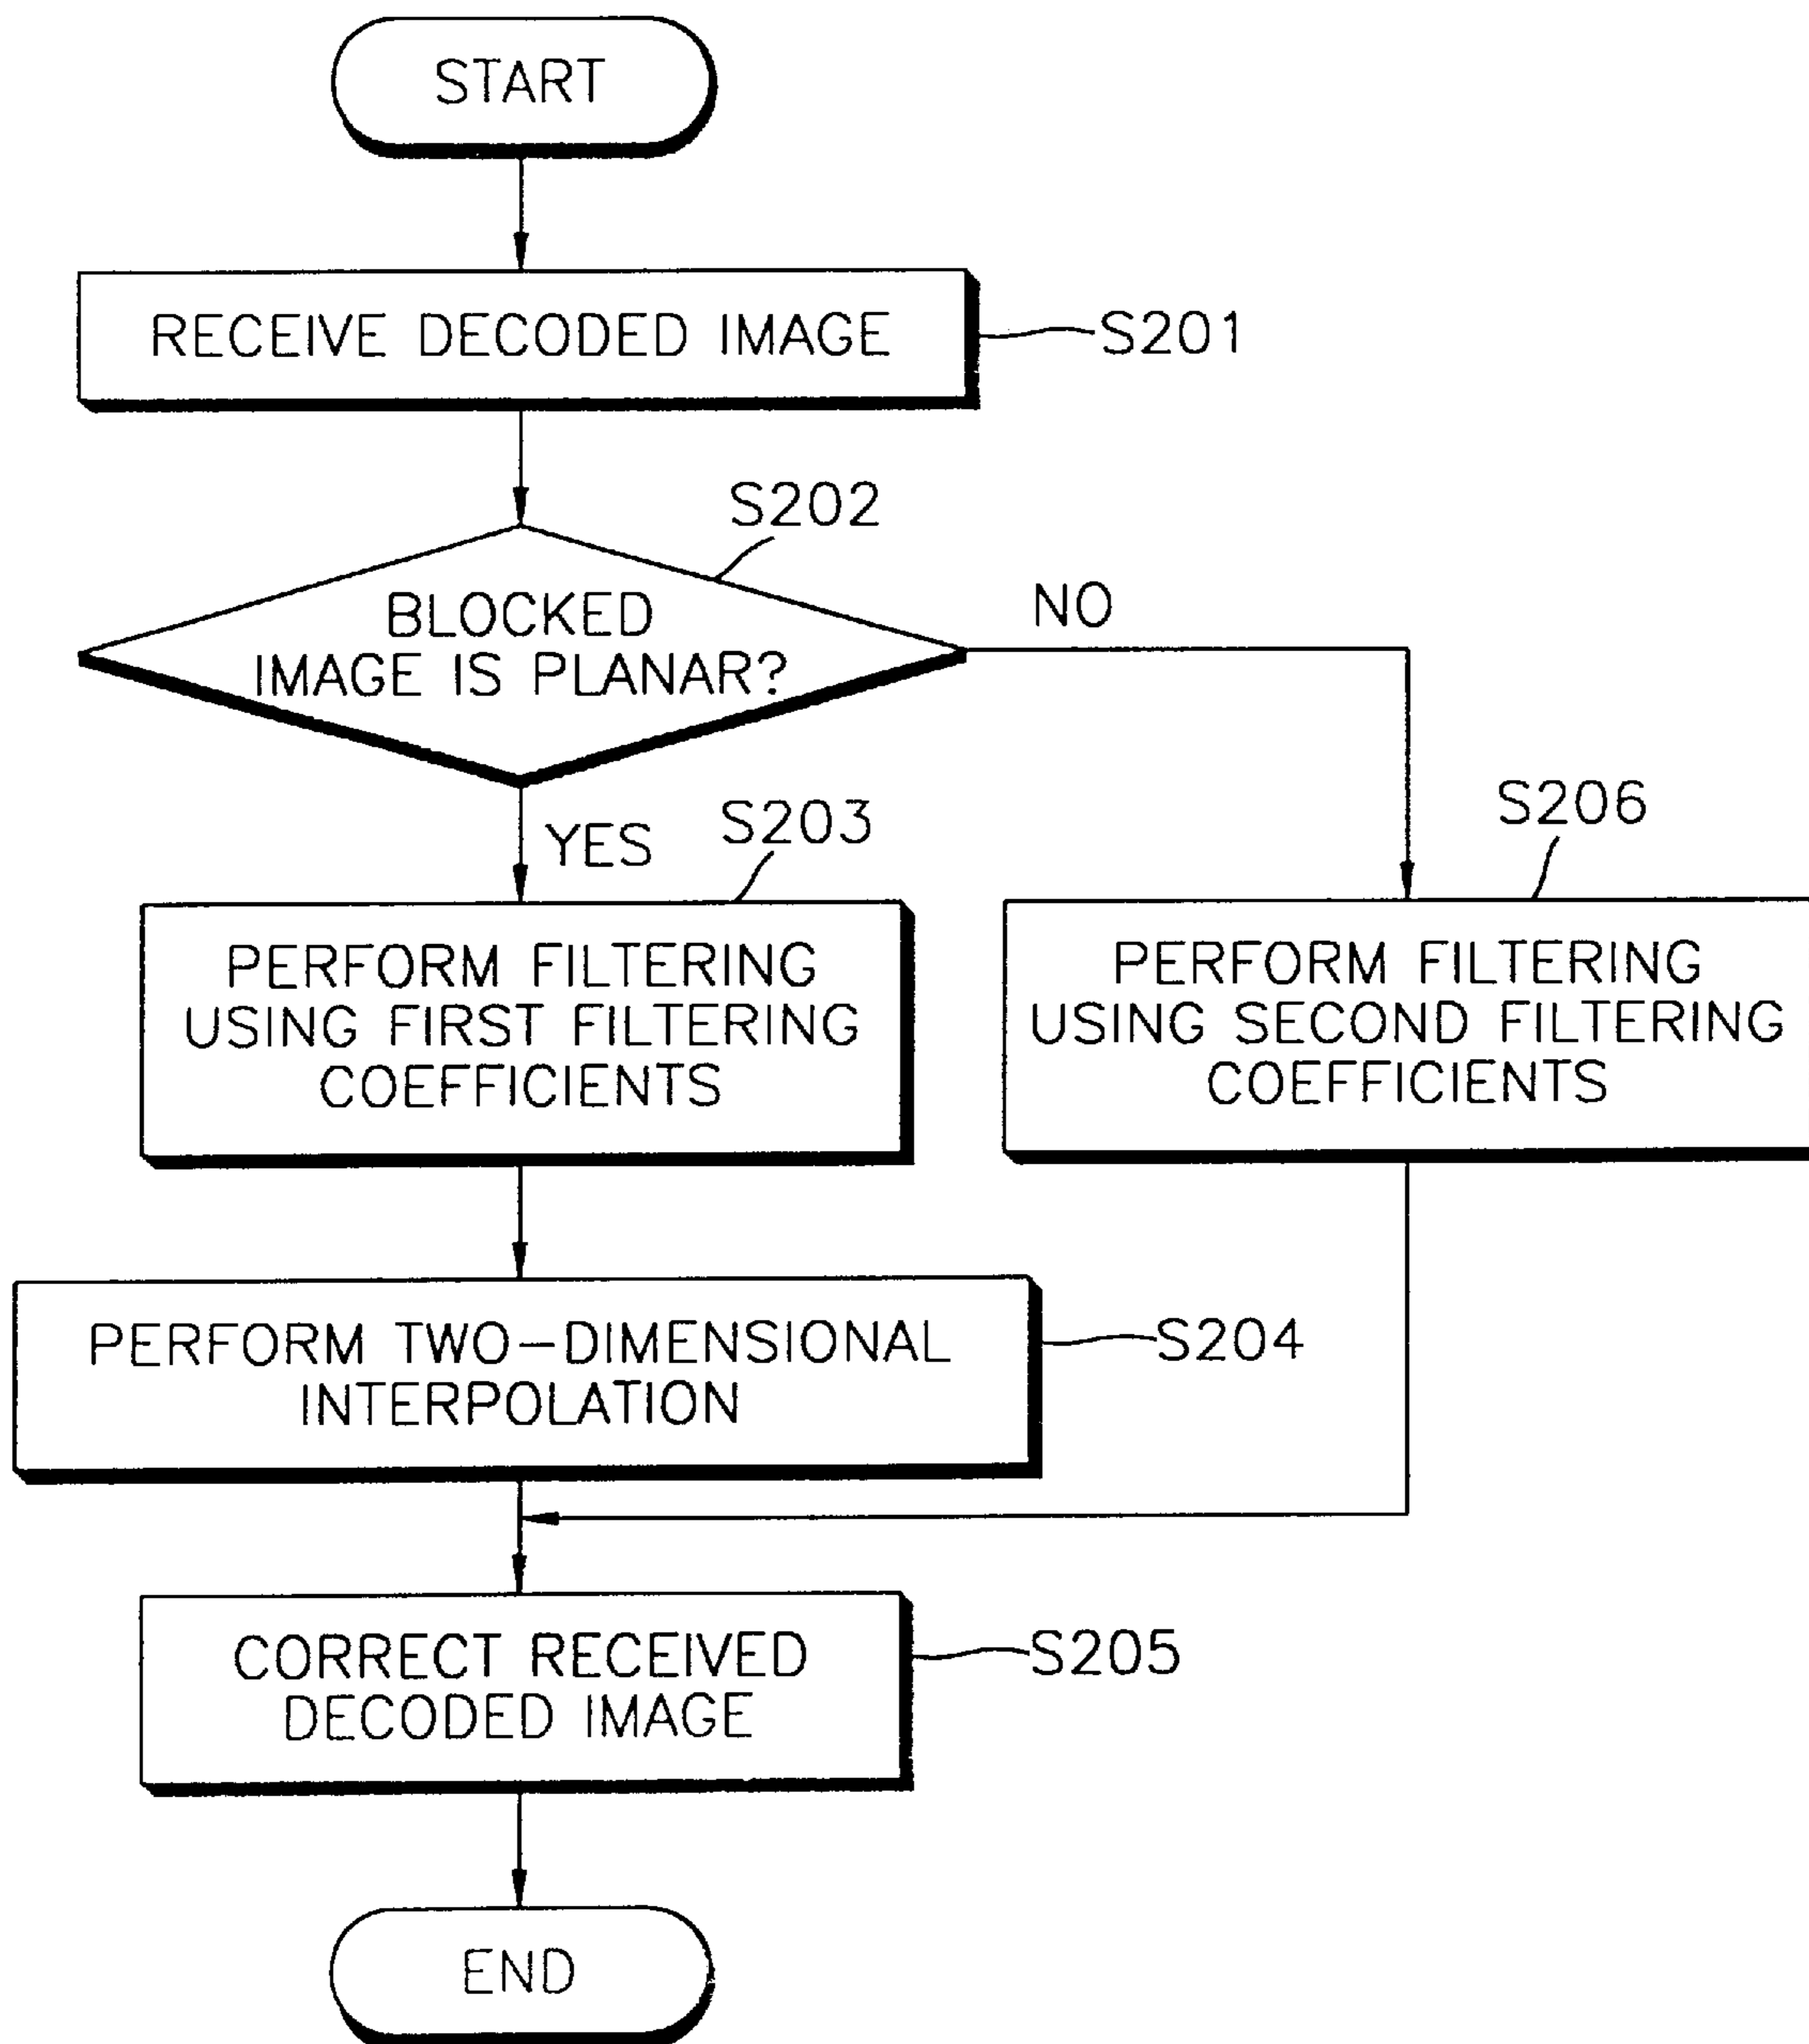 START
RECEIVE DECODED IMAGE
S201
S202
BLOCKED
IMAGE IS PLANAR?
NO
YES
S203
S206
PERFORM FILTERING
USING FIRST FILTERING
COEFFICIENTS
PERFORM FILTERING
USING SECOND FILTERING
COEFFICIENTS
PERFORM TWO-DIMENSIONAL
INTERPOLATION
S204
CORRECT RECEIVED
DECODED IMAGE
S205
END